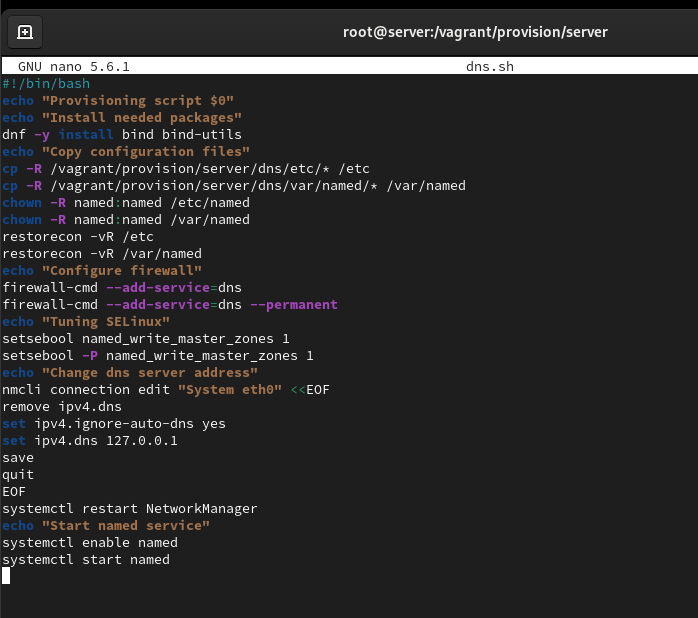 root@server:/vagrant/provision/server
GNU nano 5.6.1 dns.sh
#!/bin/bash
echo "Provisioning script $0"
echo "Install needed packages"
dnf -y install bind bind-utils
echo "Copy configuration files"
cp -R /vagrant/provision/server/dns/etc/* /etc
cp -R /vagrant/provision/server/dns/var/named/* /var/named
chown -R named:named /etc/named
chown -R named:named /var/named
restorecon -vR /etc
restorecon -vR /var/named
echo "Configure firewall"
firewall-cmd --add-service=dns
firewall-cmd --add-service=dns --permanent
echo "Tuning SELinux"
setsebool named_write_master_zones 1
setsebool -P named_write_master_zones 1
echo "Change dns server address"
nmcli connection edit "System eth0" <<EOF
remove ipv4.dns
set ipv4.ignore-auto-dns yes
set ipv4.dns 127.0.0.1
save
quit
EOF
systemctl restart NetworkManager
echo "Start named service"
systemctl enable named
systemctl start named